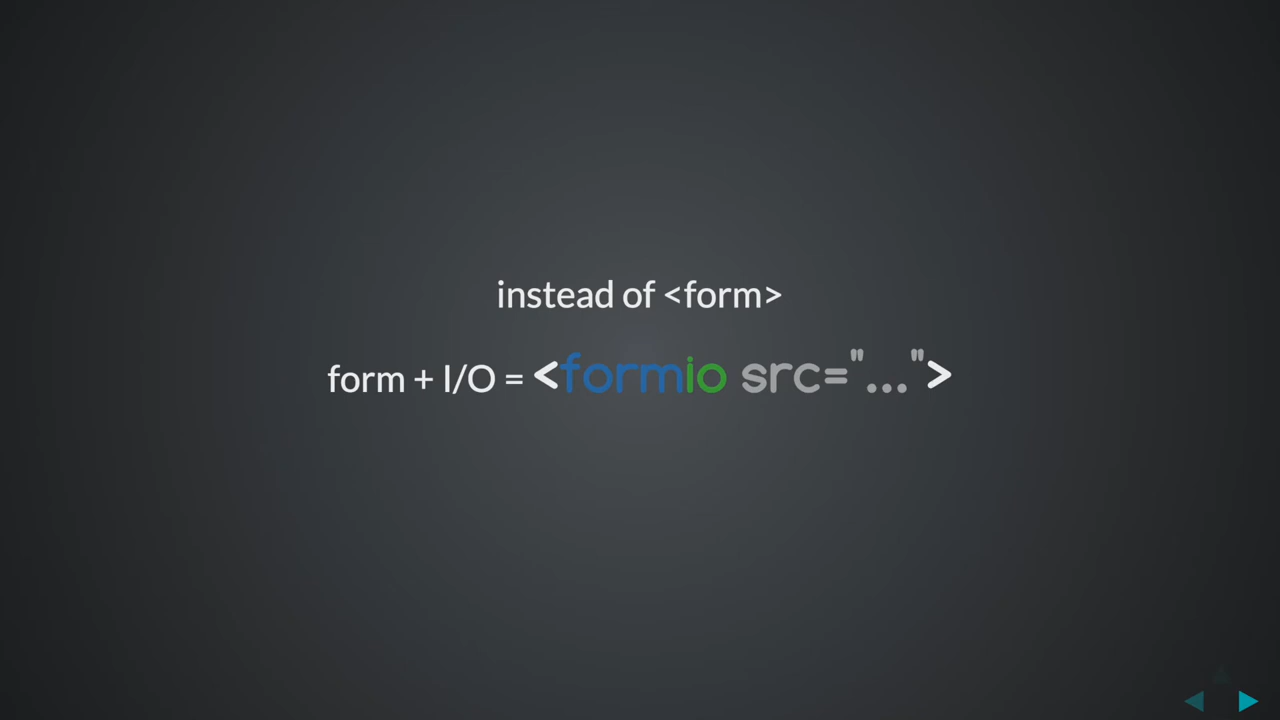 instead of <form>
form + I/O = <formio src="...">